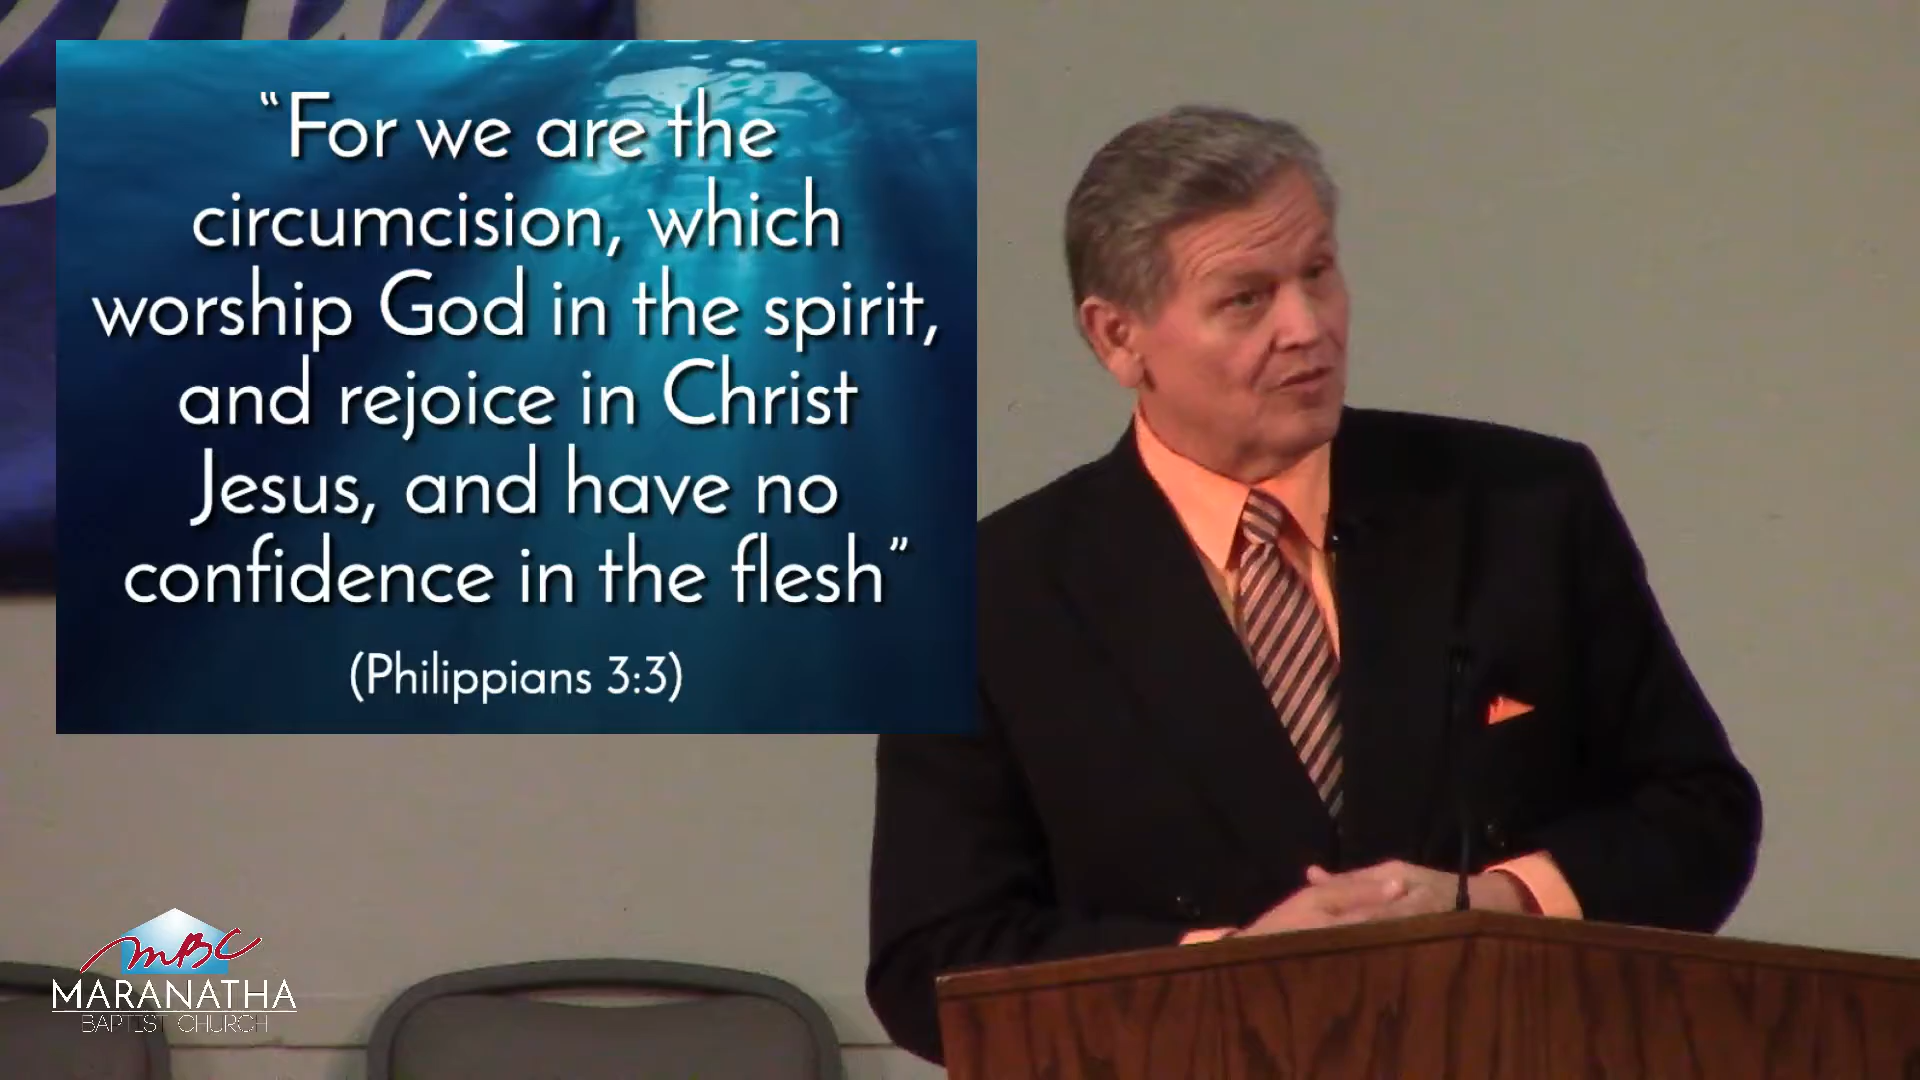 “For we are the
circumcision, which
worship God in the spirit,
and rejoice in Christ
Jesus, and have no
confidence in the flesh”
(Philippians 3:3)
MBC
MARANATHA
BAPTIST CHURCH